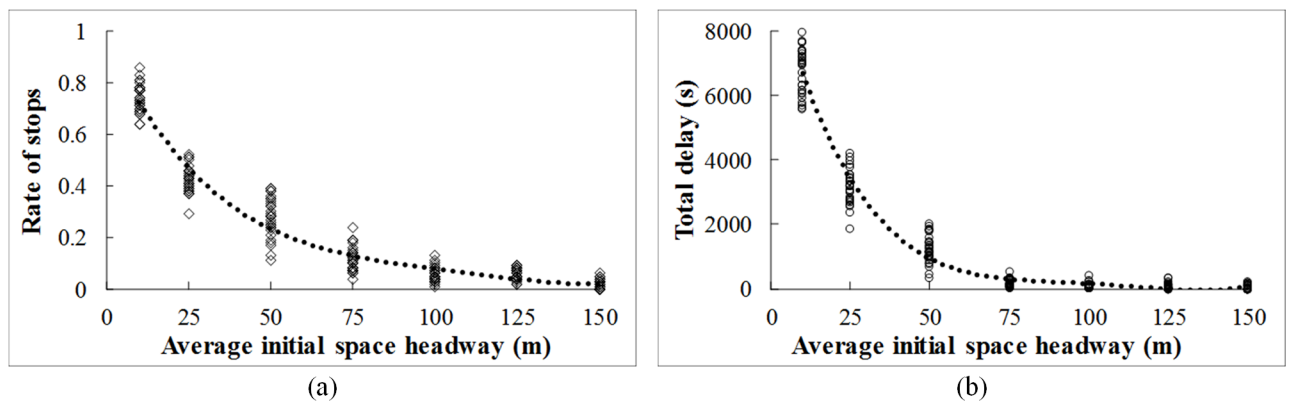 1
0.8
0.6
0.4
0.2
0
Rate of stops
0 25 50 75 100 125 150
Average initial space headway (m)
(a)
8000
6000
4000
2000
0
Total delay (s)
0 25 50 75 100 125 150
Average initial space headway (m)
(b)